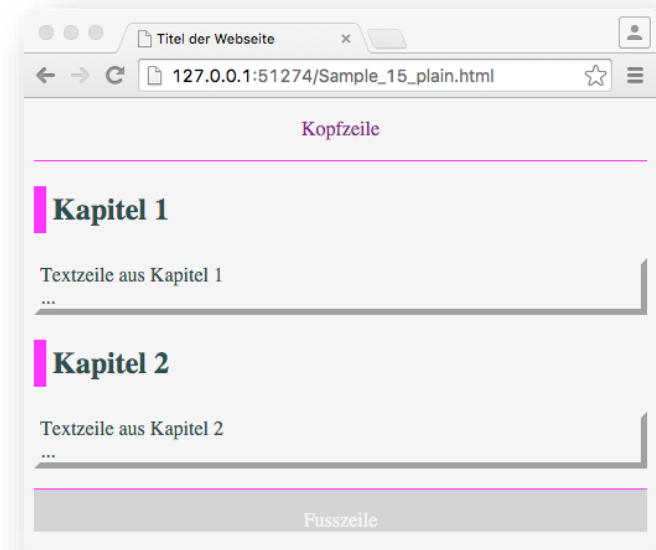 Titel der Webseite
127.0.0.1:51274/Sample_15_plain.html
Kopfzeile
Kapitel 1
Textzeile aus Kapitel 1
...
Kapitel 2
Textzeile aus Kapitel 2
...
Fusszeile